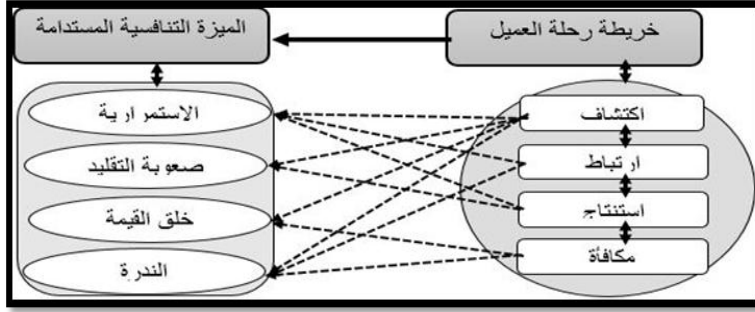 خريطة رحلة العميل
الميزة التنافسية المستدامة
اكتشاف
ارتباط
استنتاج
مكافأة
الاستمرارية
صعوبة التقليد
خلق القيمة
الندرة